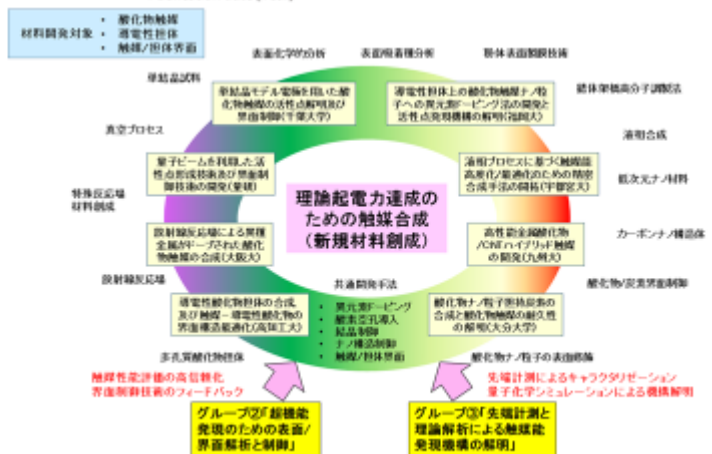 材料開発対象
• 酸化物触媒
• 導電性担体
• 触媒/担体界面
表面化学的分析
表面吸着種分析
粉体表面製膜技術
単結晶試料
錯体架橋高分子調製法
真空プロセス
液相合成
特殊反応場
材料創成
低次元ナノ材料
放射線反応場
カーボンナノ構造体
多孔質酸化物担体
酸化物/炭素界面制御
酸化物ナノ粒子の表面修飾
単結晶モデル電極を用いた酸
化物触媒の活性点解明及び
界面制御(千葉大学)
導電性担体上の酸化物触媒ナノ粒
子への異元素ドーピング法の開発と
活性点発現機構の解明(福岡大)
量子ビームを利用した活
性点形成技術及び界面制
御技術の開発(量研)
液相プロセスに基づく触媒能
高度化/最適化のための精密
合成手法の開拓(宇都宮大)
放射線反応場による異種
金属がドープされた酸化
物触媒の合成(大阪大)
高性能金属酸化物
/CNTハイブリッド触媒
の開発(九州大)
導電性酸化物担体の合成
及び触媒－導電性酸化物の
界面構造最適化(高知工大)
酸化物ナノ粒子担持炭素の
合成と酸化物触媒の耐久性
の解明(大分大学)
理論起電力達成の
ための触媒合成
(新規材料創成)
共通開発手法
• 異元素ドーピング
• 酸素空孔導入
• 結晶制御
• ナノ構造制御
• 触媒/担体界面
触媒性能評価の高信頼化
界面制御技術のフィードバック
先端計測によるキャラクタリゼーション
量子化学シミュレーションによる機構解明
グループ②「超機能
発現のための表面/
界面解析と制御」
グループ③「先端計測と
理論解析による触媒能
発現機構の解明」